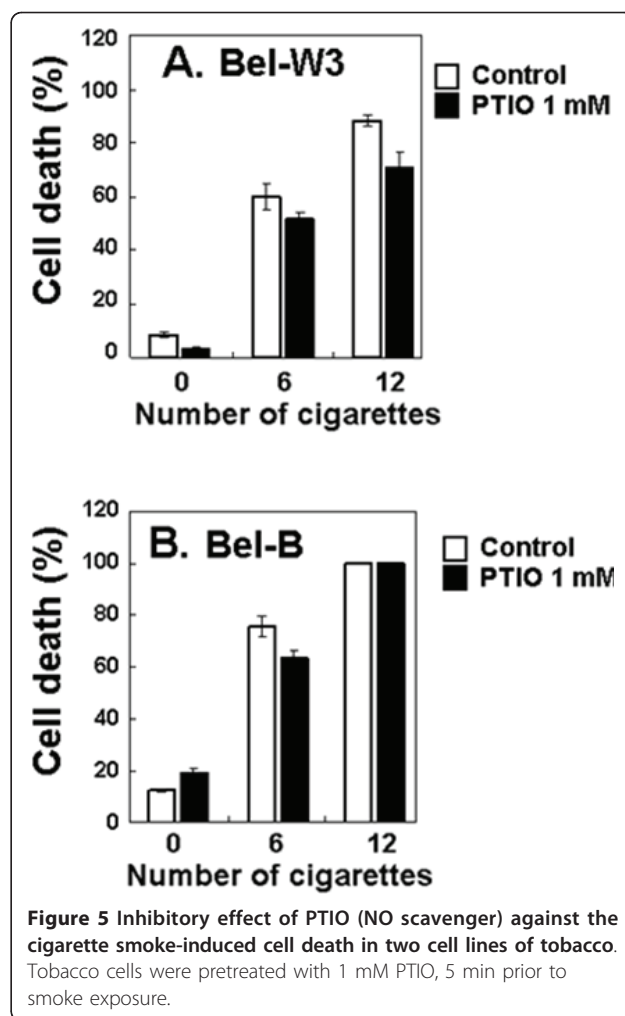 120
A. Bel-W3
Control
PTIO 1 mM
100
80
60
40
20
0
Cell death (%)
0 6 12
Number of cigarettes
120
B. Bel-B
Control
PTIO 1 mM
100
80
60
40
20
0
Cell death (%)
0 6 12
Number of cigarettes
Figure 5 Inhibitory effect of PTIO (NO scavenger) against the
cigarette smoke-induced cell death in two cell lines of tobacco.
Tobacco cells were pretreated with 1 mM PTIO, 5 min prior to
smoke exposure.